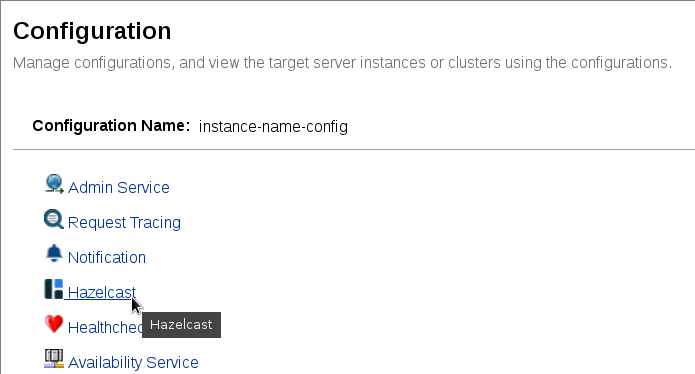 Configuration
Manage configurations, and view the target server instances or clusters using the configurations.
Configuration Name: instance-name-config
Admin Service
Request Tracing
Notification
Hazelcast
Healthchec
Hazelcast
Availability Service